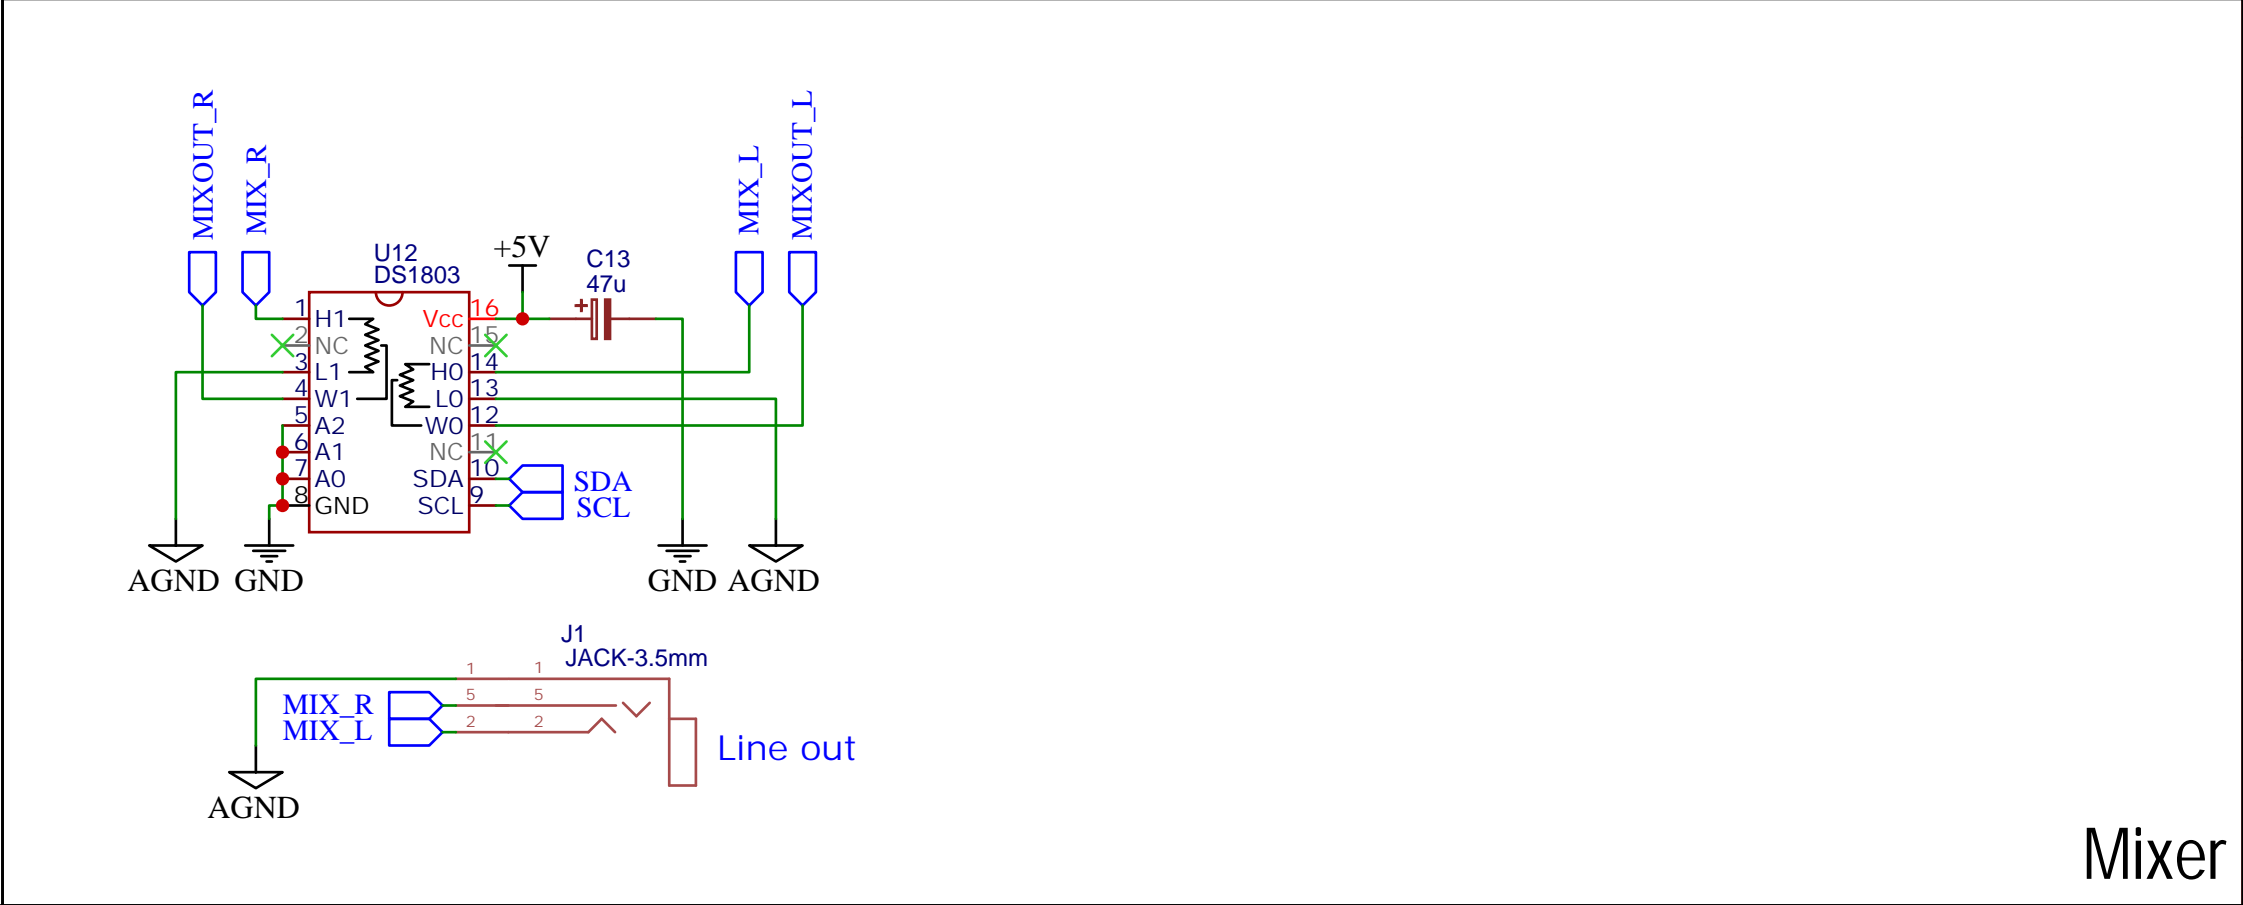 MIXOUT_R
MIX_R
MIX_L
MIXOUT_L
U12
DS1803
+5V
C13
47u
1 H1
2 NC
3 L1
4 W1
5 A2
6 A1
7 A0
8 GND
Vcc 16
NC 15
H0 14
L0 13
W0 12
NC 11
SDA 10
SCL 9
SDA
SCL
AGND
GND
GND
AGND
J1
JACK-3.5mm
1 1
MIX_R 5 5
MIX_L 2 2
Line out
AGND
Mixer